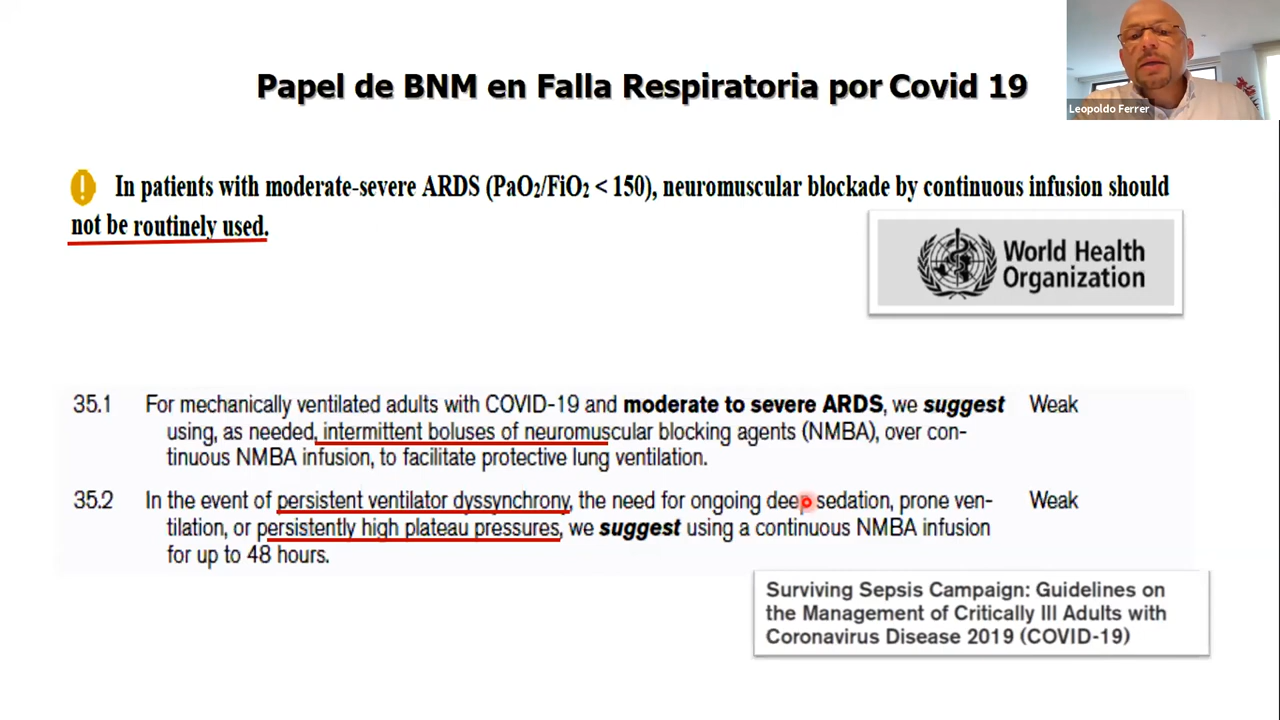 Papel de BNM en Falla Respiratoria por Covid 19
Leopoldo Ferrer
! In patients with moderate-severe ARDS (PaO₂/FiO₂ < 150), neuromuscular blockade by continuous infusion should
not be routinely used.
World Health
Organization
35.1 For mechanically ventilated adults with COVID-19 and moderate to severe ARDS, we suggest Weak
using, as needed, intermittent boluses of neuromuscular blocking agents (NMBA), over con-
tinuous NMBA infusion, to facilitate protective lung ventilation.
35.2 In the event of persistent ventilator dyssynchrony, the need for ongoing deep sedation, prone ven- Weak
tilation, or persistently high plateau pressures, we suggest using a continuous NMBA infusion
for up to 48 hours.
Surviving Sepsis Campaign: Guidelines on
the Management of Critically Ill Adults with
Coronavirus Disease 2019 (COVID-19)